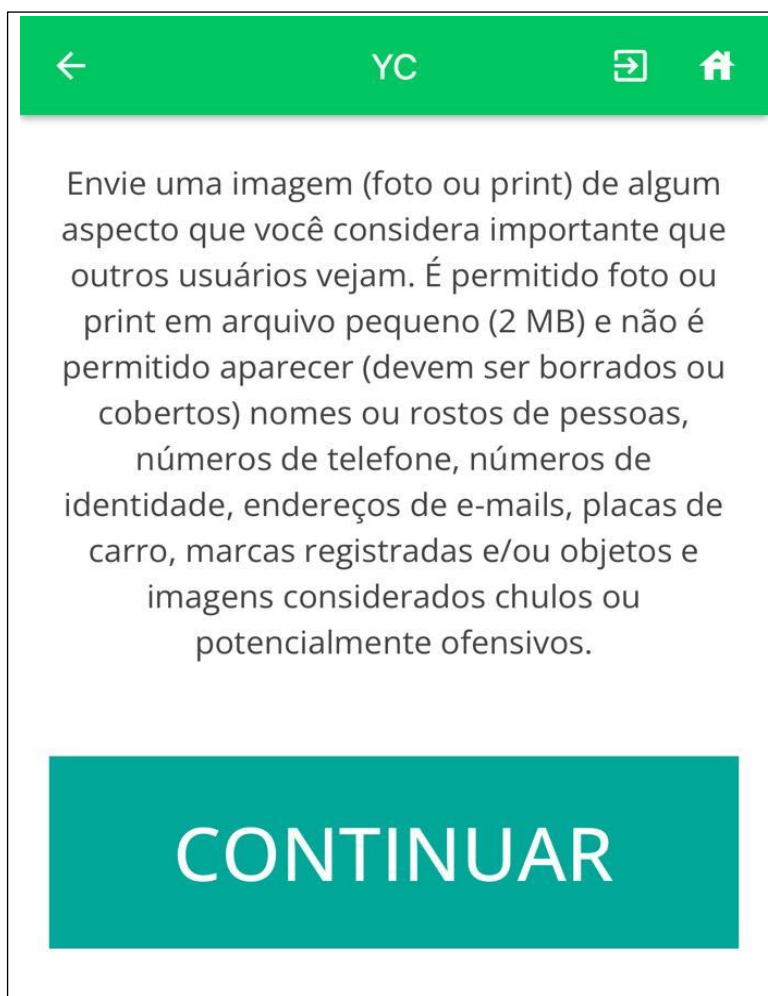 YC
Envie uma imagem (foto ou print) de algum
aspecto que você considera importante que
outros usuários vejam. É permitido foto ou
print em arquivo pequeno (2 MB) e não é
permitido aparecer (devem ser borrados ou
cobertos) nomes ou rostos de pessoas,
números de telefone, números de
identidade, endereços de e-mails, placas de
carro, marcas registradas e/ou objetos e
imagens considerados chulos ou
potencialmente ofensivos.
CONTINUAR